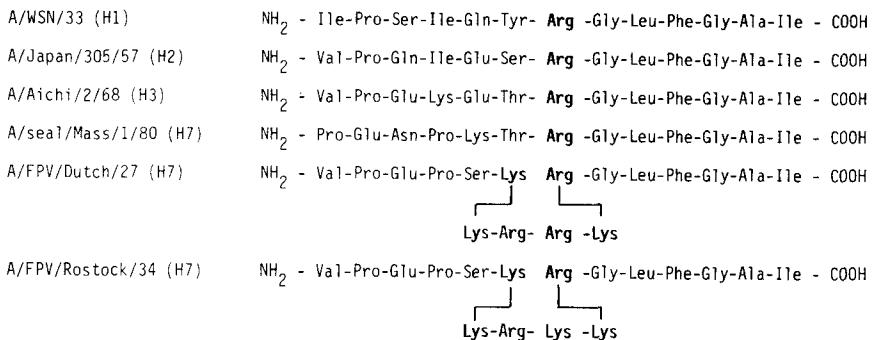 A/WSN/33 (H1) NH2 - Ile-Pro-Ser-Ile-Gln-Tyr- Arg -Gly-Leu-Phe-Gly-Ala-Ile - COOH
A/Japan/305/57 (H2) NH2 - Val-Pro-Gln-Ile-Glu-Ser- Arg -Gly-Leu-Phe-Gly-Ala-Ile - COOH
A/Aichi/2/68 (H3) NH2 - Val-Pro-Glu-Lys-Glu-Thr- Arg -Gly-Leu-Phe-Gly-Ala-Ile - COOH
A/seal/Mass/1/80 (H7) NH2 - Pro-Glu-Asn-Pro-Lys-Thr- Arg -Gly-Leu-Phe-Gly-Ala-Ile - COOH
A/FPV/Dutch/27 (H7) NH2 - Val-Pro-Glu-Pro-Ser-Lys Arg -Gly-Leu-Phe-Gly-Ala-Ile - COOH
Lys-Arg- Arg -Lys
A/FPV/Rostock/34 (H7) NH2 - Val-Pro-Glu-Pro-Ser-Lys Arg -Gly-Leu-Phe-Gly-Ala-Ile - COOH
Lys-Arg- Lys -Lys